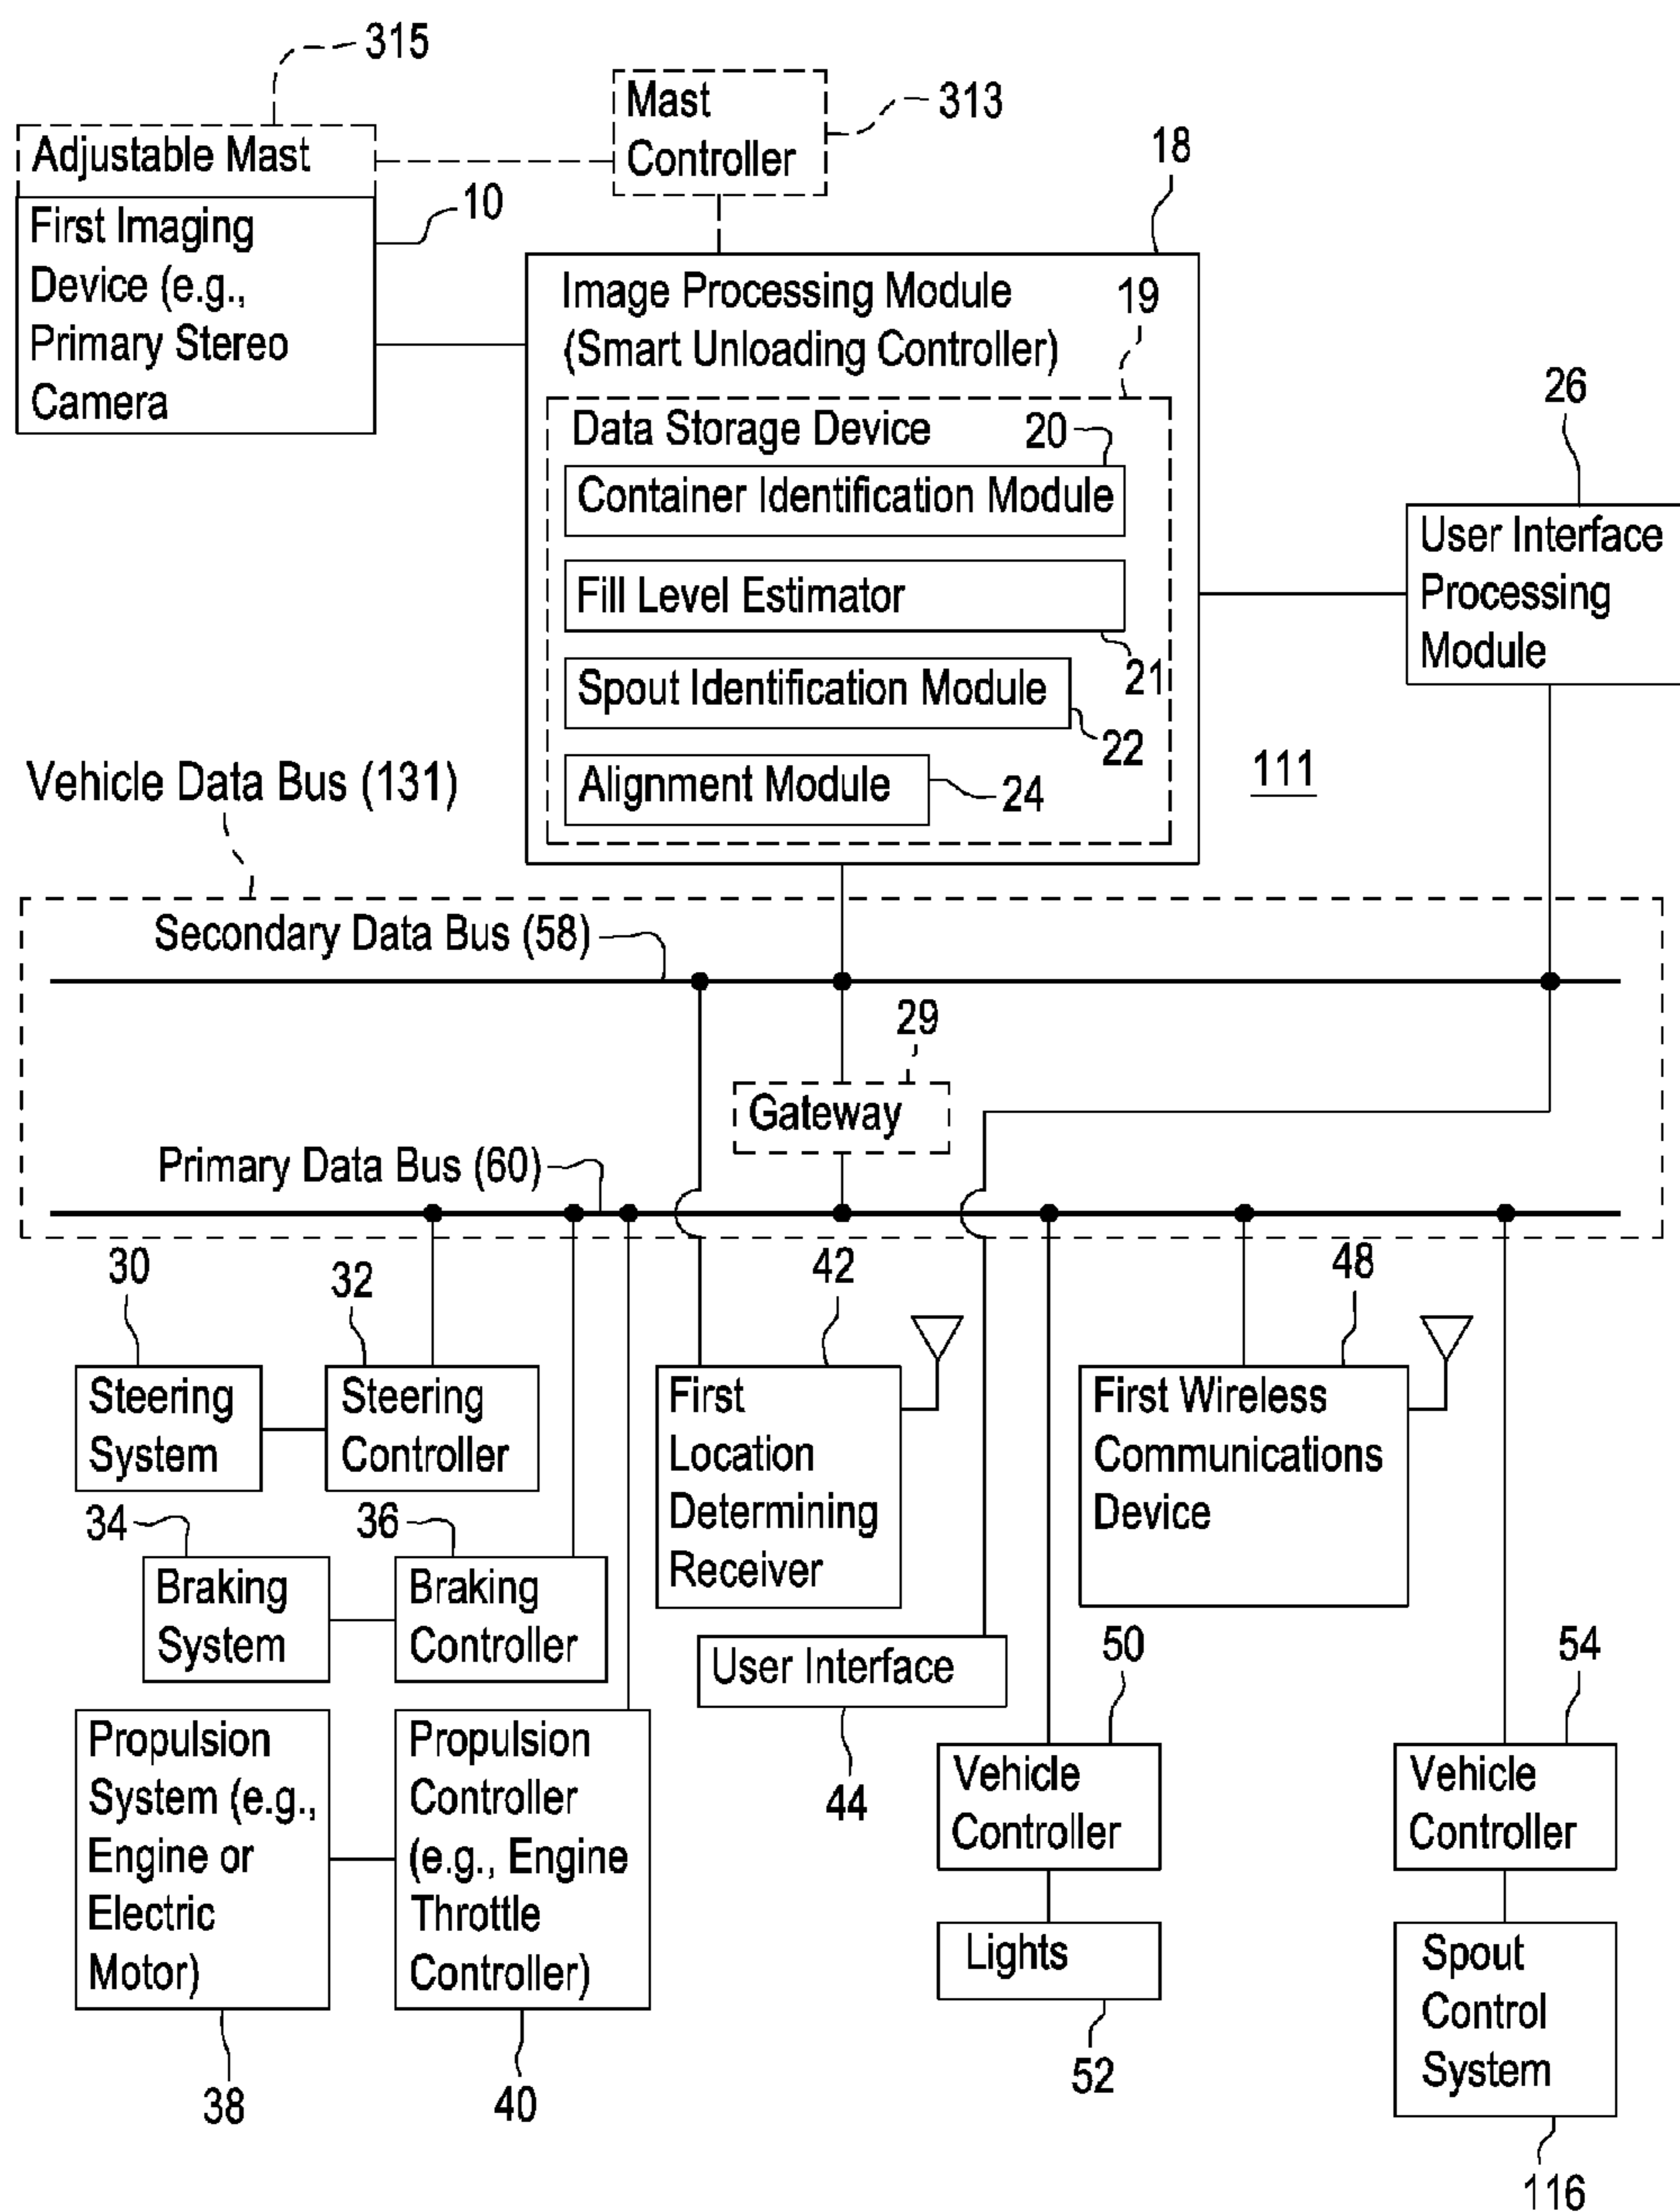 315
Mast
Controller
313
Adjustable Mast
18
10
First Imaging
Device (e.g.,
Primary Stereo
Camera
Image Processing Module
(Smart Unloading Controller)
19
Data Storage Device
20
Container Identification Module
Fill Level Estimator
21
Spout Identification Module
22
Alignment Module
24
26
User Interface
Processing
Module
111
Vehicle Data Bus (131)
Secondary Data Bus (58)
29
Gateway
Primary Data Bus (60)
30
Steering
System
32
Steering
Controller
34
Braking
System
36
Braking
Controller
42
First
Location
Determining
Receiver
48
First Wireless
Communications
Device
User Interface
44
Propulsion
System (e.g.,
Engine or
Electric
Motor)
38
Propulsion
Controller
(e.g., Engine
Throttle
Controller)
40
50
Vehicle
Controller
Lights
52
54
Vehicle
Controller
Spout
Control
System
116